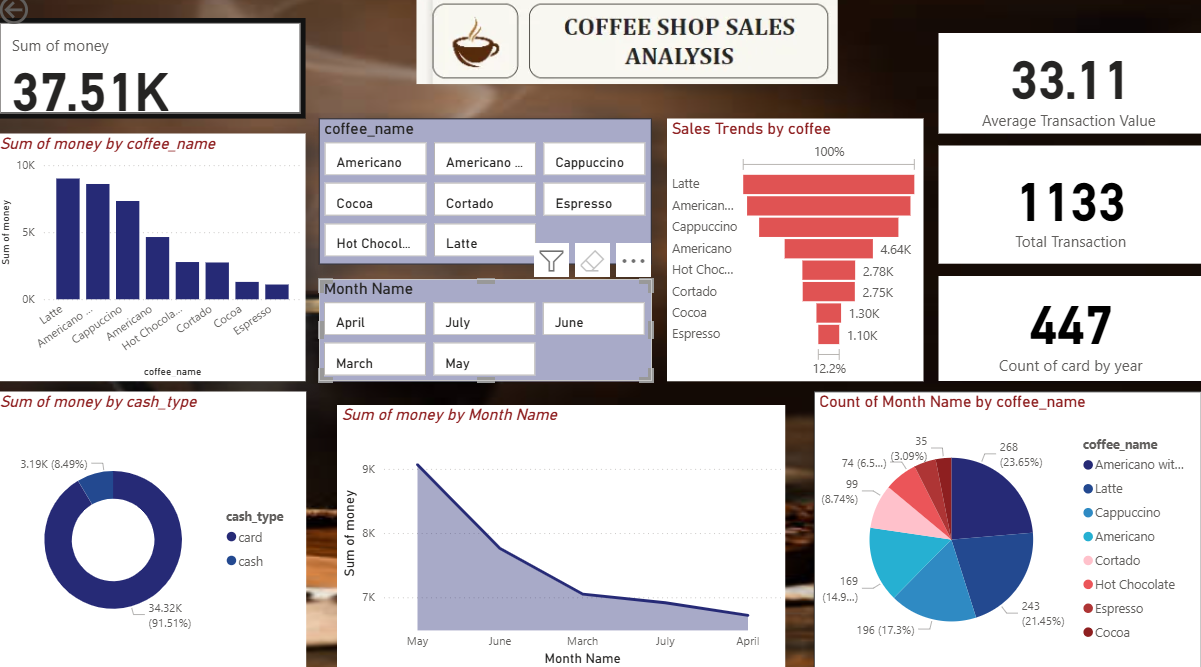 COFFEE SHOP SALES
ANALYSIS
Sum of money
37.51K
33.11
Average Transaction Value
1133
Total Transaction
447
Count of card by year
Sum of money by coffee_name
Sum of money
10K
5K
0K
Latte
Americano ...
Cappuccino
Americano
Hot Chocola...
Cortado
Cocoa
Espresso
coffee_name
coffee_name
Americano
Americano ...
Cappuccino
Cocoa
Cortado
Espresso
Hot Chocol...
Latte
Month Name
April
July
June
March
May
Sales Trends by coffee
100%
Latte
American...
Cappuccino
Americano
4.64K
Hot Choc...
2.78K
Cortado
2.75K
Cocoa
1.30K
Espresso
1.10K
12.2%
Sum of money by cash_type
3.19K (8.49%)
34.32K
(91.51%)
cash_type
card
cash
Sum of money by Month Name
Sum of money
9K
8K
7K
May
June
March
July
April
Month Name
Count of Month Name by coffee_name
35
(3.09%)
74 (6.5...)
99
(8.74%)
169
(14.9...)
196 (17.3%)
243
(21.45%)
268
(23.65%)
coffee_name
Americano wit...
Latte
Cappuccino
Americano
Cortado
Hot Chocolate
Espresso
Cocoa